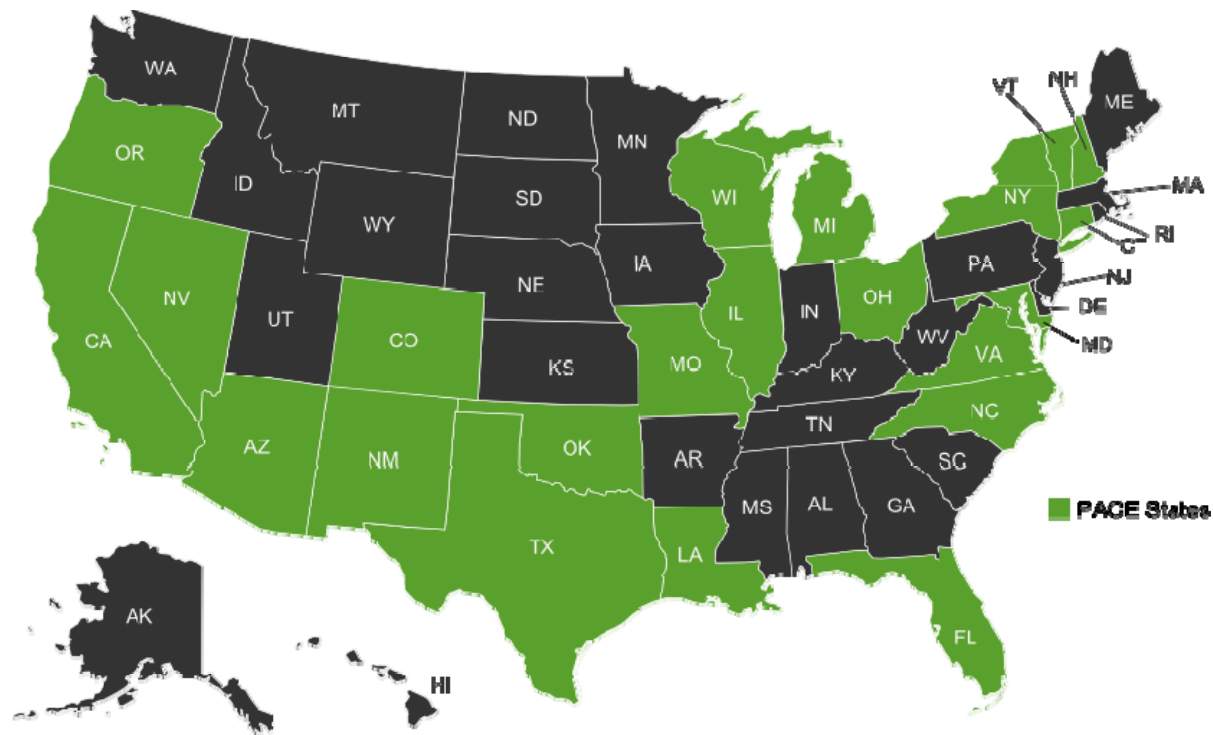 WA
MT
ND
MN
VT
NH
ME
OR
ID
SD
WI
NY
MA
WY
MI
RI
C
IA
PA
NE
NJ
NV
OH
IL
IN
DE
UT
CO
WV
MD
CA
VA
KS
MO
KY
NC
TN
AZ
OK
NM
AR
SC
MS
AL
GA
PACE States
TX
LA
AK
FL
HI